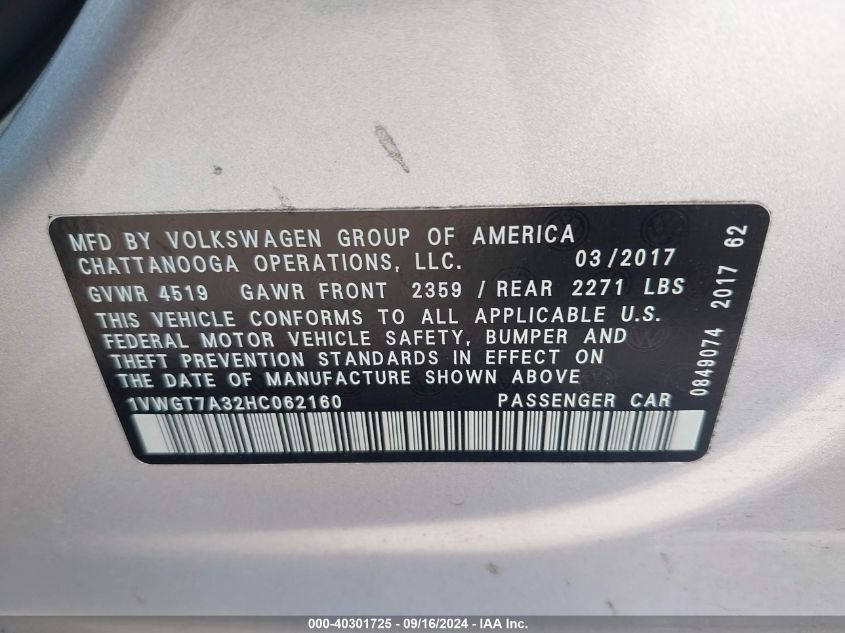 MFD BY VOLKSWAGEN GROUP OF AMERICA
CHATTANOOGA OPERATIONS, LLC. 03/2017
GVWR 4519 GAWR FRONT 2359 / REAR 2271 LBS
THIS VEHICLE CONFORMS TO ALL APPLICABLE U.S.
FEDERAL MOTOR VEHICLE SAFETY, BUMPER AND
THEFT PREVENTION STANDARDS IN EFFECT ON
THE DATE OF MANUFACTURE SHOWN ABOVE
1VWGT7A32HC062160 PASSENGER CAR
0849074 2017 62
000-40301725 - 09/16/2024 - IAA Inc.